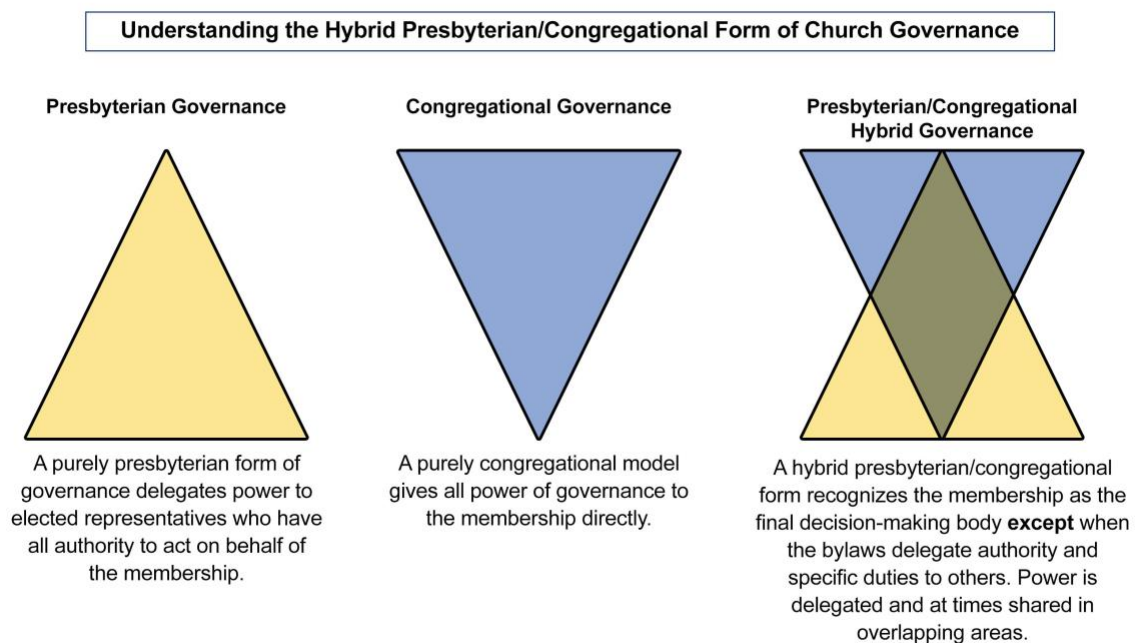 Understanding the Hybrid Presbyterian/Congregational Form of Church Governance
Presbyterian Governance
A purely presbyterian form of
governance delegates power to
elected representatives who have
all authority to act on behalf of
the membership.
Congregational Governance
A purely congregational model
gives all power of governance to
the membership directly.
Presbyterian/Congregational
Hybrid Governance
A hybrid presbyterian/congregational
form recognizes the membership as the
final decision-making body except when
the bylaws delegate authority and
specific duties to others. Power is
delegated and at times shared in
overlapping areas.